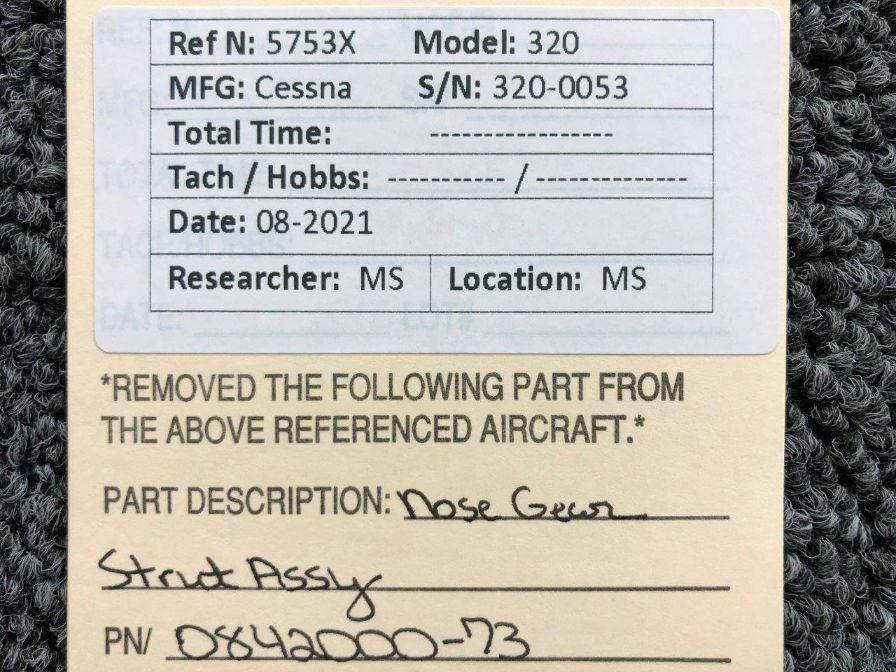 Ref N: 5753X Model: 320
MFG: Cessna S/N: 320-0053
Total Time: -----------------
Tach / Hobbs: ----------- / --------------
Date: 08-2021
Researcher: MS Location: MS
*REMOVED THE FOLLOWING PART FROM
THE ABOVE REFERENCED AIRCRAFT.*
PART DESCRIPTION: Nose Gear
Strut Assy
PN/ 0842000-73